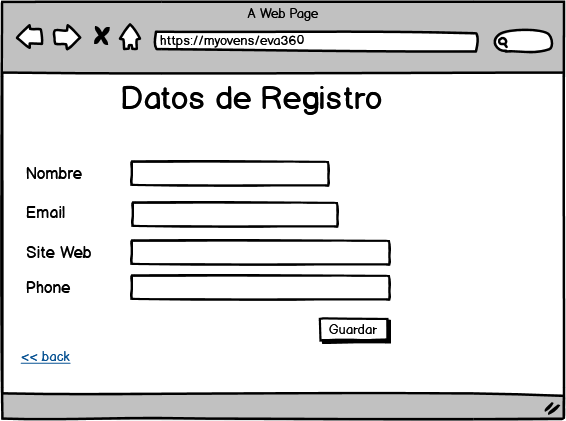 A Web Page
https://myovens/eva360
Datos de Registro
Nombre
Email
Site Web
Phone
Guardar
<< back